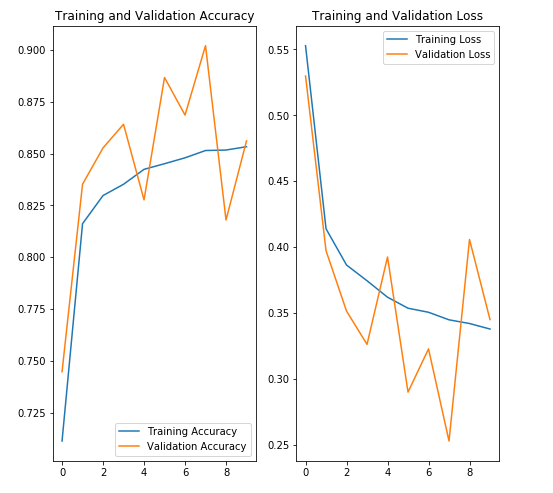 Training and Validation Accuracy
0.900
0.875
0.850
0.825
0.800
0.775
0.750
0.725
0 2 4 6 8
Training Accuracy
Validation Accuracy
Training and Validation Loss
0.55
0.50
0.45
0.40
0.35
0.30
0.25
0 2 4 6 8
Training Loss
Validation Loss